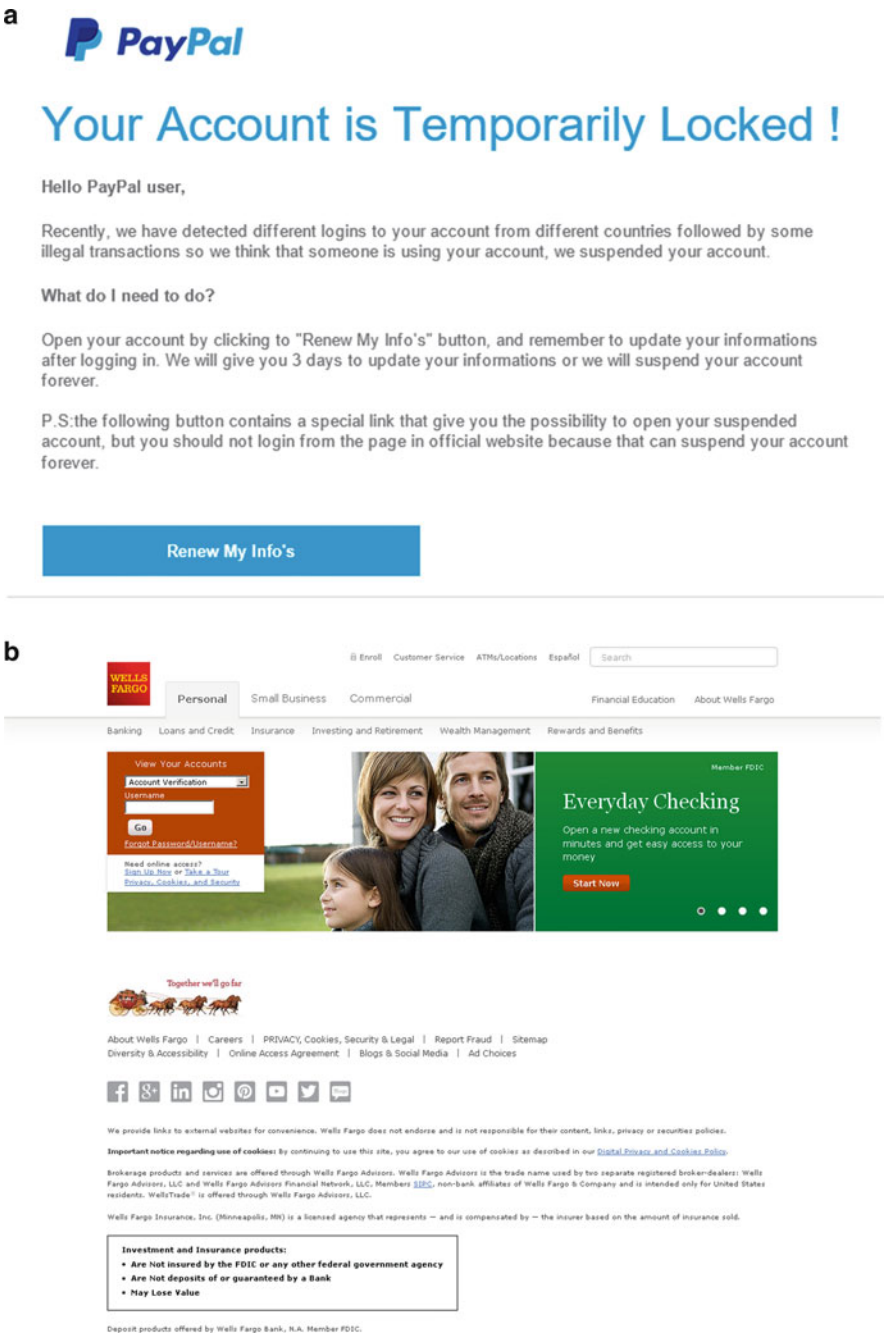 a
PayPal
Your Account is Temporarily Locked !
Hello PayPal user,
Recently, we have detected different logins to your account from different countries followed by some
illegal transactions so we think that someone is using your account, we suspended your account.
What do I need to do?
Open your account by clicking to "Renew My Info's" button, and remember to update your informations
after logging in. We will give you 3 days to update your informations or we will suspend your account
forever.
P.S:the following button contains a special link that give you the possibility to open your suspended
account, but you should not login from the page in official website because that can suspend your account
forever.
Renew My Info's
b
Enroll Customer Service ATMs/Locations Español Search
WELLS
FARGO
Personal Small Business Commercial Financial Education About Wells Fargo
Banking Loans and Credit Insurance Investing and Retirement Wealth Management Rewards and Benefits
View Your Accounts
Account Verification
Username
Go
Forgot Password/Username?
Need online access?
Sign Up Now or Take a Tour
Privacy, Cookies, and Security
Member FDIC
Everyday Checking
Open a new checking account in
minutes and get easy access to your
money
Start Now
Together we'll go far
About Wells Fargo | Careers | PRIVACY, Cookies, Security & Legal | Report Fraud | Sitemap
Diversity & Accessibility | Online Access Agreement | Blogs & Social Media | Ad Choices
We provide links to external websites for convenience. Wells Fargo does not endorse and is not responsible for their content, links, privacy or securities policies.
Important notice regarding use of cookies: By continuing to use this site, you agree to our use of cookies as described in our Digital Privacy and Cookies Policy.
Brokerage products and services are offered through Wells Fargo Advisors. Wells Fargo Advisors is the trade name used by two separate registered broker-dealers: Wells
Fargo Advisors, LLC and Wells Fargo Advisors Financial Network, LLC, Members SIPC, non-bank affiliates of Wells Fargo & Company and is intended only for United States
residents. WellsTrade® is offered through Wells Fargo Advisors, LLC.
Wells Fargo Insurance, Inc. (Minneapolis, MN) is a licensed agency that represents — and is compensated by — the insurer based on the amount of insurance sold.
Investment and Insurance products:
• Are Not insured by the FDIC or any other federal government agency
• Are Not deposits of or guaranteed by a Bank
• May Lose Value
Deposit products offered by Wells Fargo Bank, N.A. Member FDIC.